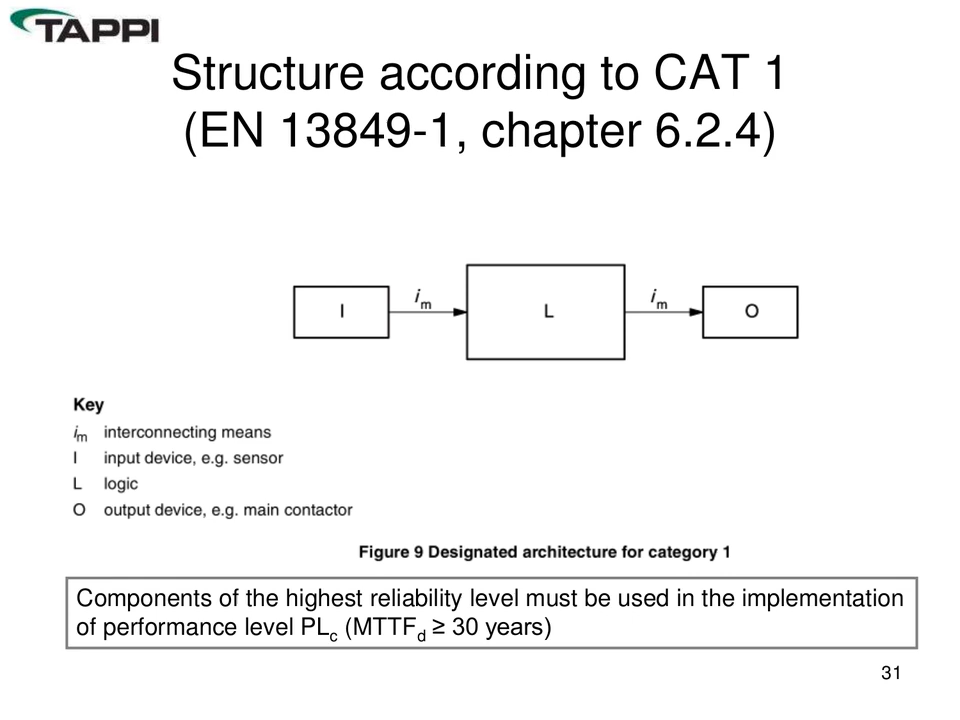 TAPPI
Structure according to CAT 1
(EN 13849-1, chapter 6.2.4)
I
im
L
im
O
Key
im interconnecting means
I input device, e.g. sensor
L logic
O output device, e.g. main contactor
Figure 9 Designated architecture for category 1
Components of the highest reliability level must be used in the implementation
of performance level PLc (MTTFd ≥ 30 years)
31